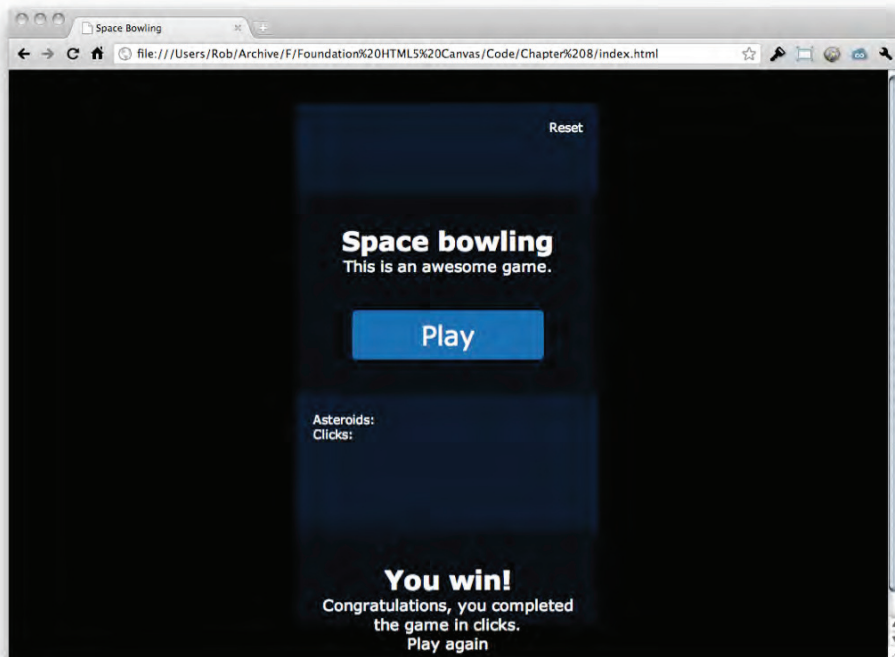 Space Bowling
file:///Users/Rob/Archive/F/Foundation%20HTML5%20Canvas/Code/Chapter%208/index.html
Reset
Space bowling
This is an awesome game.
Play
Asteroids:
Clicks:
You win!
Congratulations, you completed
the game in clicks.
Play again